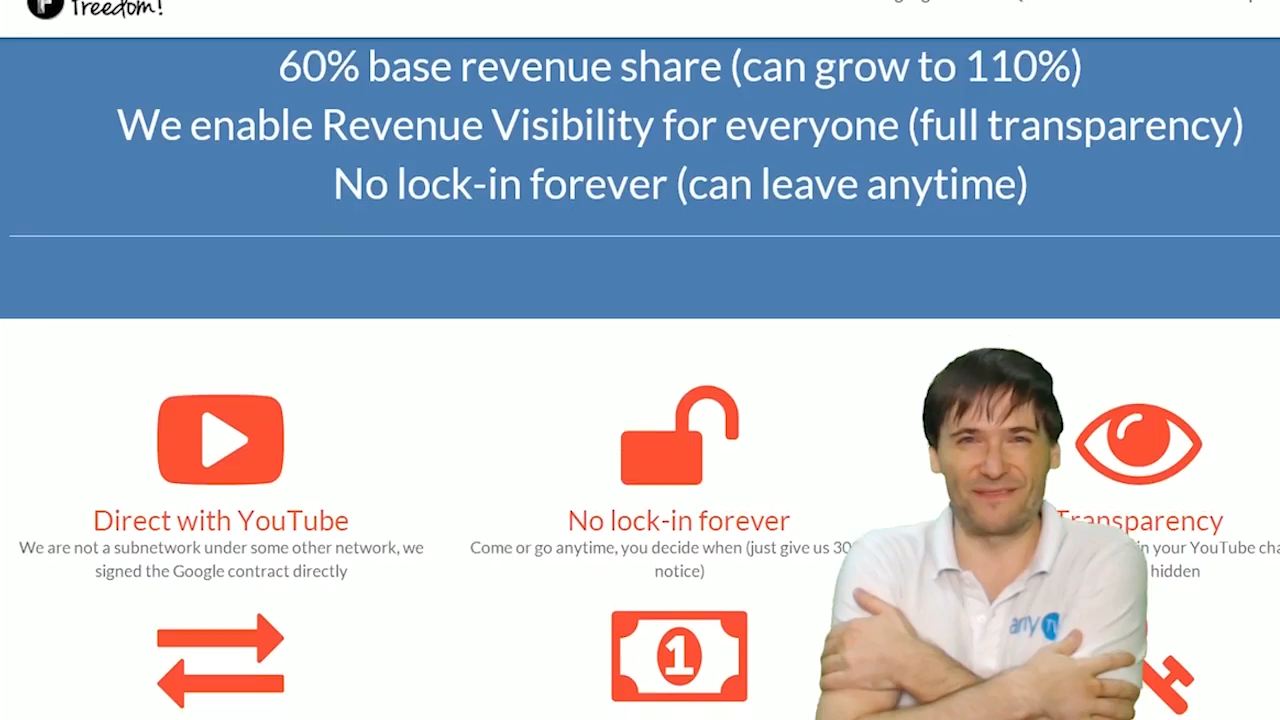 freedom!
60% base revenue share (can grow to 110%)
We enable Revenue Visibility for everyone (full transparency)
No lock-in forever (can leave anytime)
Direct with YouTube
We are not a subnetwork under some other network, we
signed the Google contract directly
No lock-in forever
Come or go anytime, you decide when (just give us 30
notice)
Transparency
in your YouTube
hidden
1
any TV